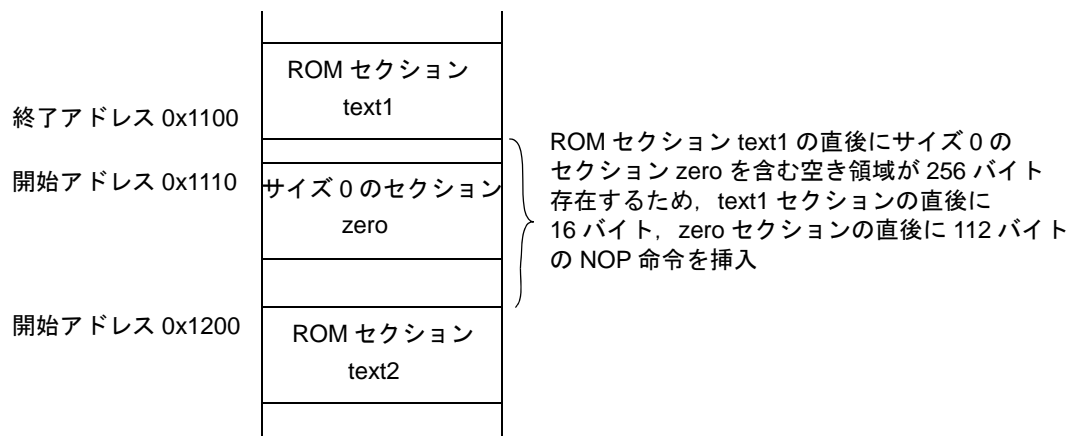 ROM セクション
text1
終了アドレス 0x1100
開始アドレス 0x1110
サイズ 0 のセクション
zero
開始アドレス 0x1200
ROM セクション
text2
ROM セクション text1 の直後にサイズ 0 の
セクション zero を含む空き領域が 256 バイト
存在するため，text1 セクションの直後に
16 バイト，zero セクションの直後に 112 バイト
の NOP 命令を挿入